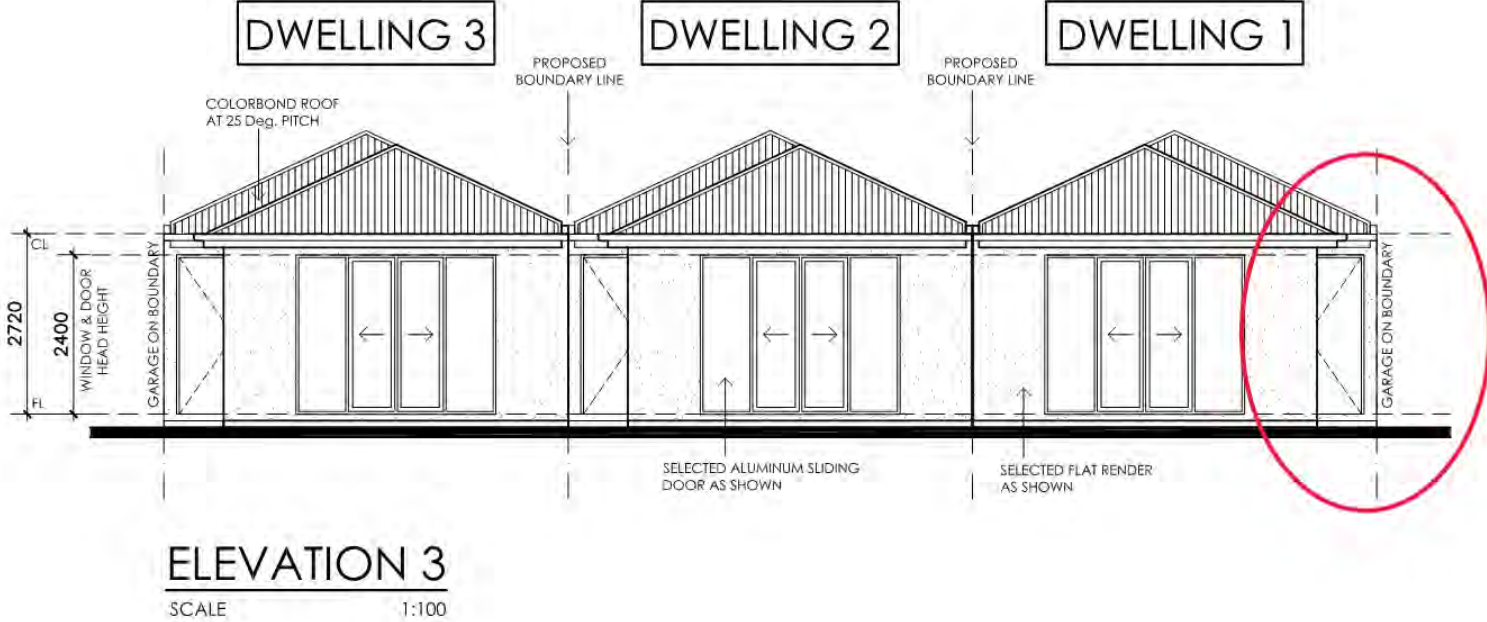 DWELLING 3
DWELLING 2
DWELLING 1
PROPOSED
BOUNDARY LINE
PROPOSED
BOUNDARY LINE
COLORBOND ROOF
AT 25 Deg. PITCH
CL
2720
2400
WINDOW & DOOR
HEAD HEIGHT
GARAGE ON BOUNDARY
GARAGE ON BOUNDARY
FL
SELECTED ALUMINUM SLIDING
DOOR AS SHOWN
SELECTED FLAT RENDER
AS SHOWN
ELEVATION 3
SCALE 1:100